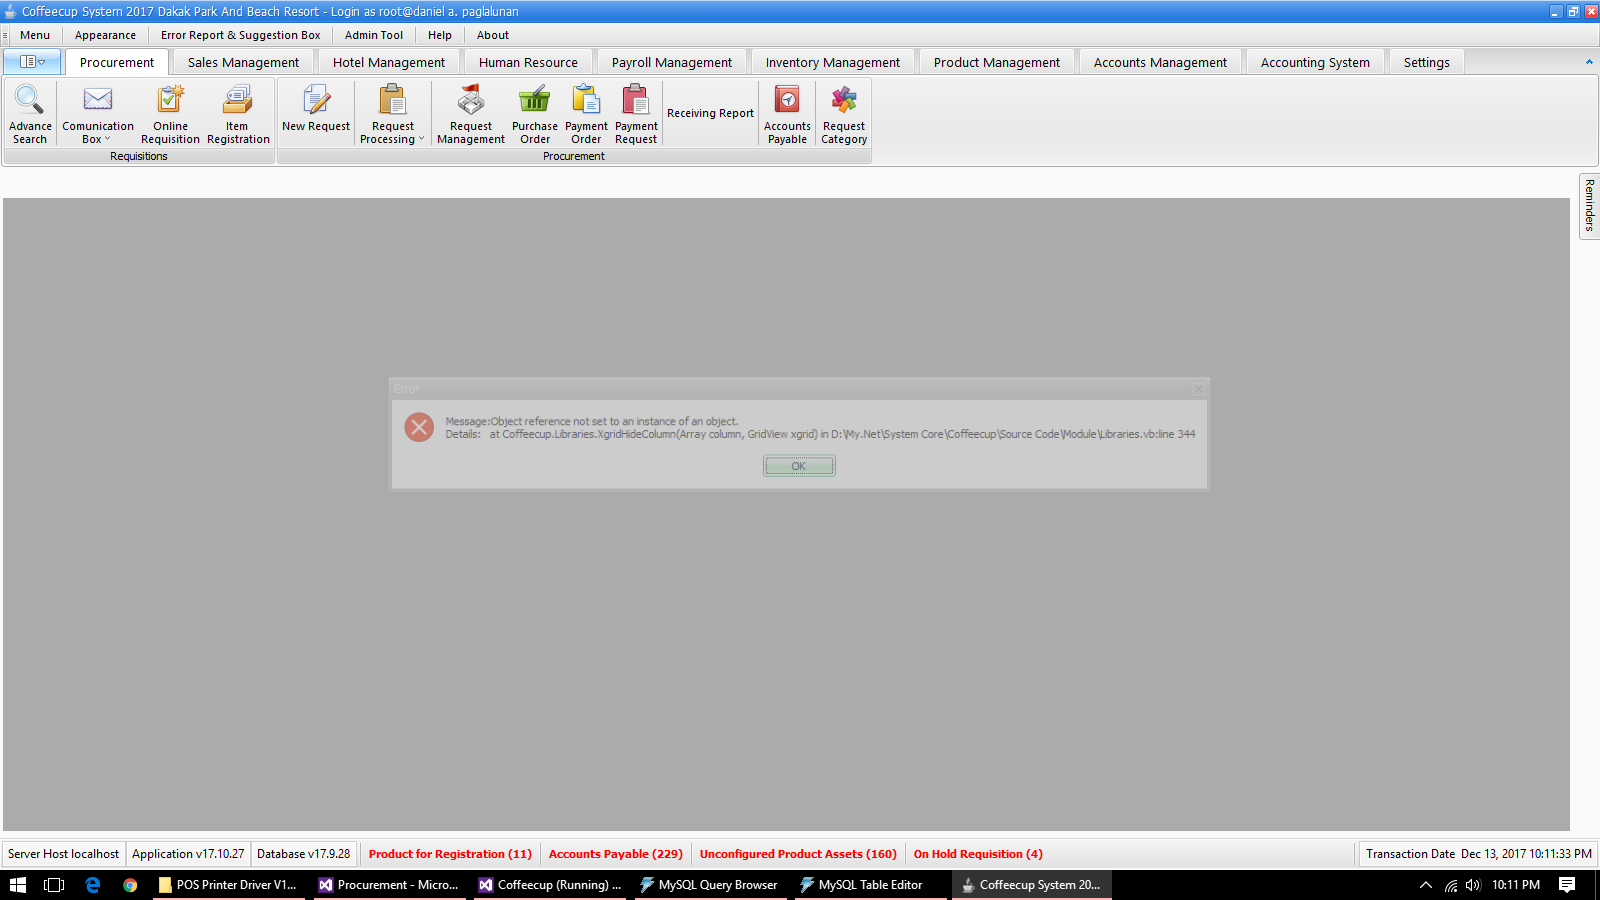 Coffeecup System 2017 Dakak Park And Beach Resort - Login as root@daniel a. paglalunan
Menu Appearance Error Report & Suggestion Box Admin Tool Help About
Procurement Sales Management Hotel Management Human Resource Payroll Management Inventory Management Product Management Accounts Management Accounting System Settings
Advance Search
Comunication Box
Online Requisition
Item Registration
New Request
Request Processing
Request Management
Purchase Order
Payment Order
Payment Request
Receiving Report
Accounts Payable
Request Category
Requisitions Procurement
Reminders
Error
Message:Object reference not set to an instance of an object.
Details: at Coffeecup.Libraries.XgridHideColumn(Array column, GridView xgrid) in D:\My.Net\System Core\Coffeecup\Source Code\Module\Libraries.vb:line 344
OK
Server Host localhost Application v17.10.27 Database v17.9.28 Product for Registration (11) Accounts Payable (229) Unconfigured Product Assets (160) On Hold Requisition (4) Transaction Date Dec 13, 2017 10:11:33 PM
POS Printer Driver V1... Procurement - Micro... Coffeecup (Running) ... MySQL Query Browser MySQL Table Editor Coffeecup System 20... 10:11 PM